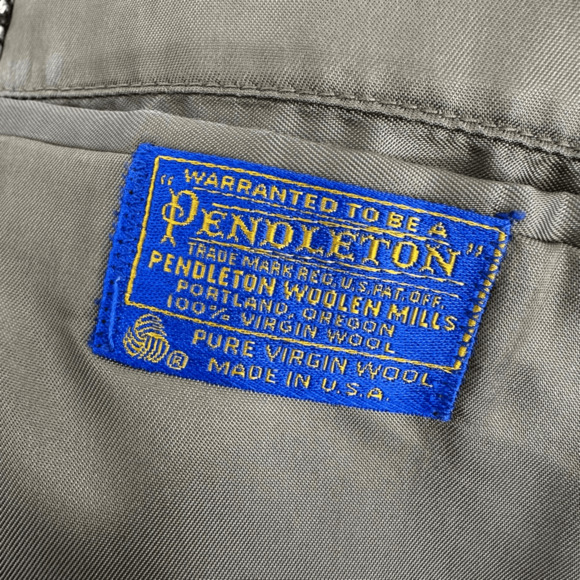 WARRANTED TO BE A
"PENDLETON"
TRADE MARK REG. U.S. PAT. OFF.
PENDLETON WOOLEN MILLS
PORTLAND, OREGON
100% VIRGIN WOOL
PURE VIRGIN WOOL
® MADE IN U.S.A.